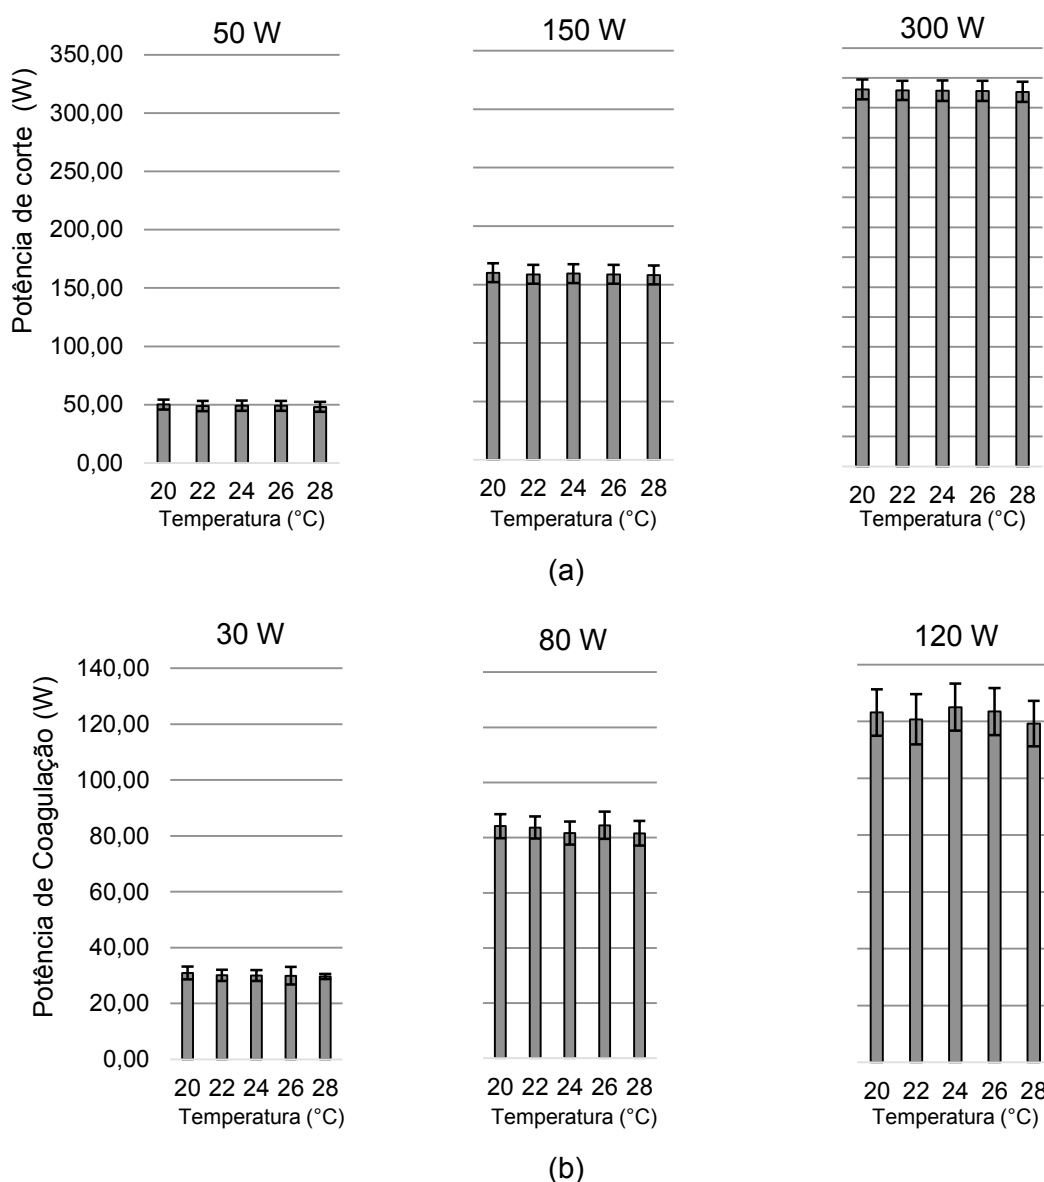 50 W
150 W
300 W
Potência de corte (W)
350,00
300,00
250,00
200,00
150,00
100,00
50,00
0,00
20 22 24 26 28
20 22 24 26 28
20 22 24 26 28
Temperatura (°C)
Temperatura (°C)
Temperatura (°C)
(a)
30 W
80 W
120 W
Potência de Coagulação (W)
140,00
120,00
100,00
80,00
60,00
40,00
20,00
0,00
20 22 24 26 28
20 22 24 26 28
20 22 24 26 28
Temperatura (°C)
Temperatura (°C)
Temperatura (°C)
(b)